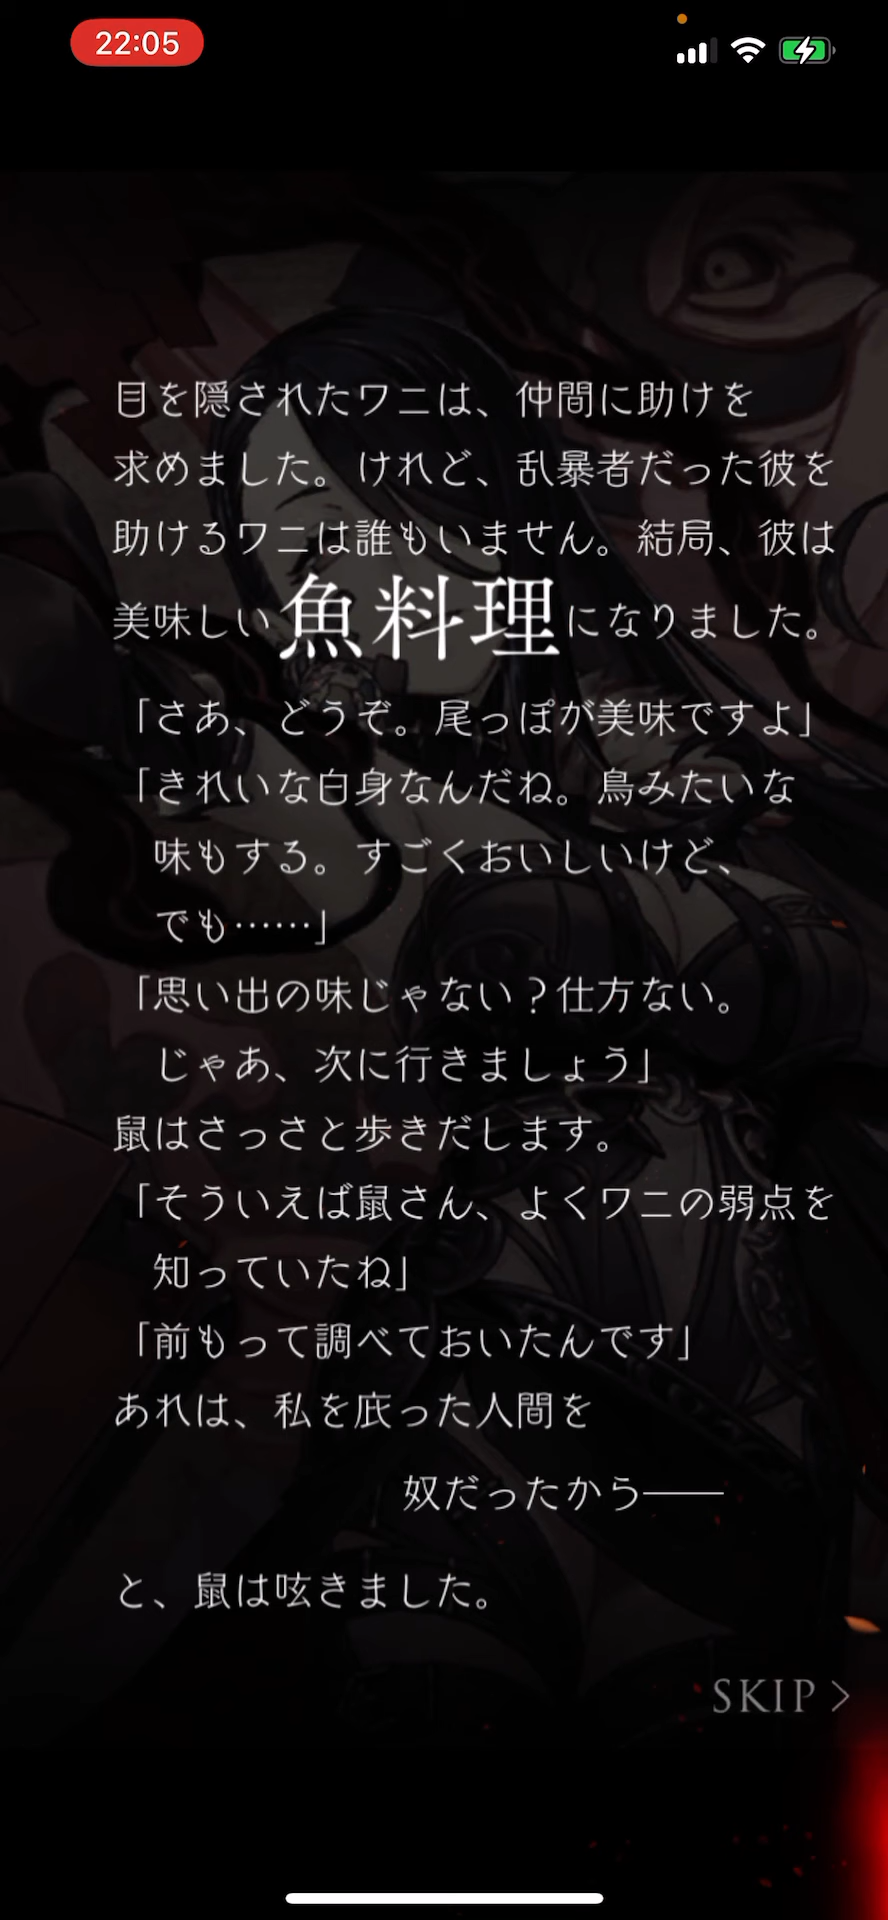 22:05
目を隠されたワニは、仲間に助けを
求めました。けれど、乱暴者だった彼を
助けるワニは誰もいません。結局、彼は
美味しい魚料理になりました。
「さあ、どうぞ。尾っぽが美味ですよ」
「きれいな白身なんだね。鳥みたいな
味もする。すごくおいしいけど、
でも……」
「思い出の味じゃない？仕方ない。
じゃあ、次に行きましょう」
鼠はさっさと歩きだします。
「そういえば鼠さん、よくワニの弱点を
知っていたね」
「前もって調べておいたんです」
あれは、私を庇った人間を
奴だったから――
と、鼠は呟きました。
SKIP >